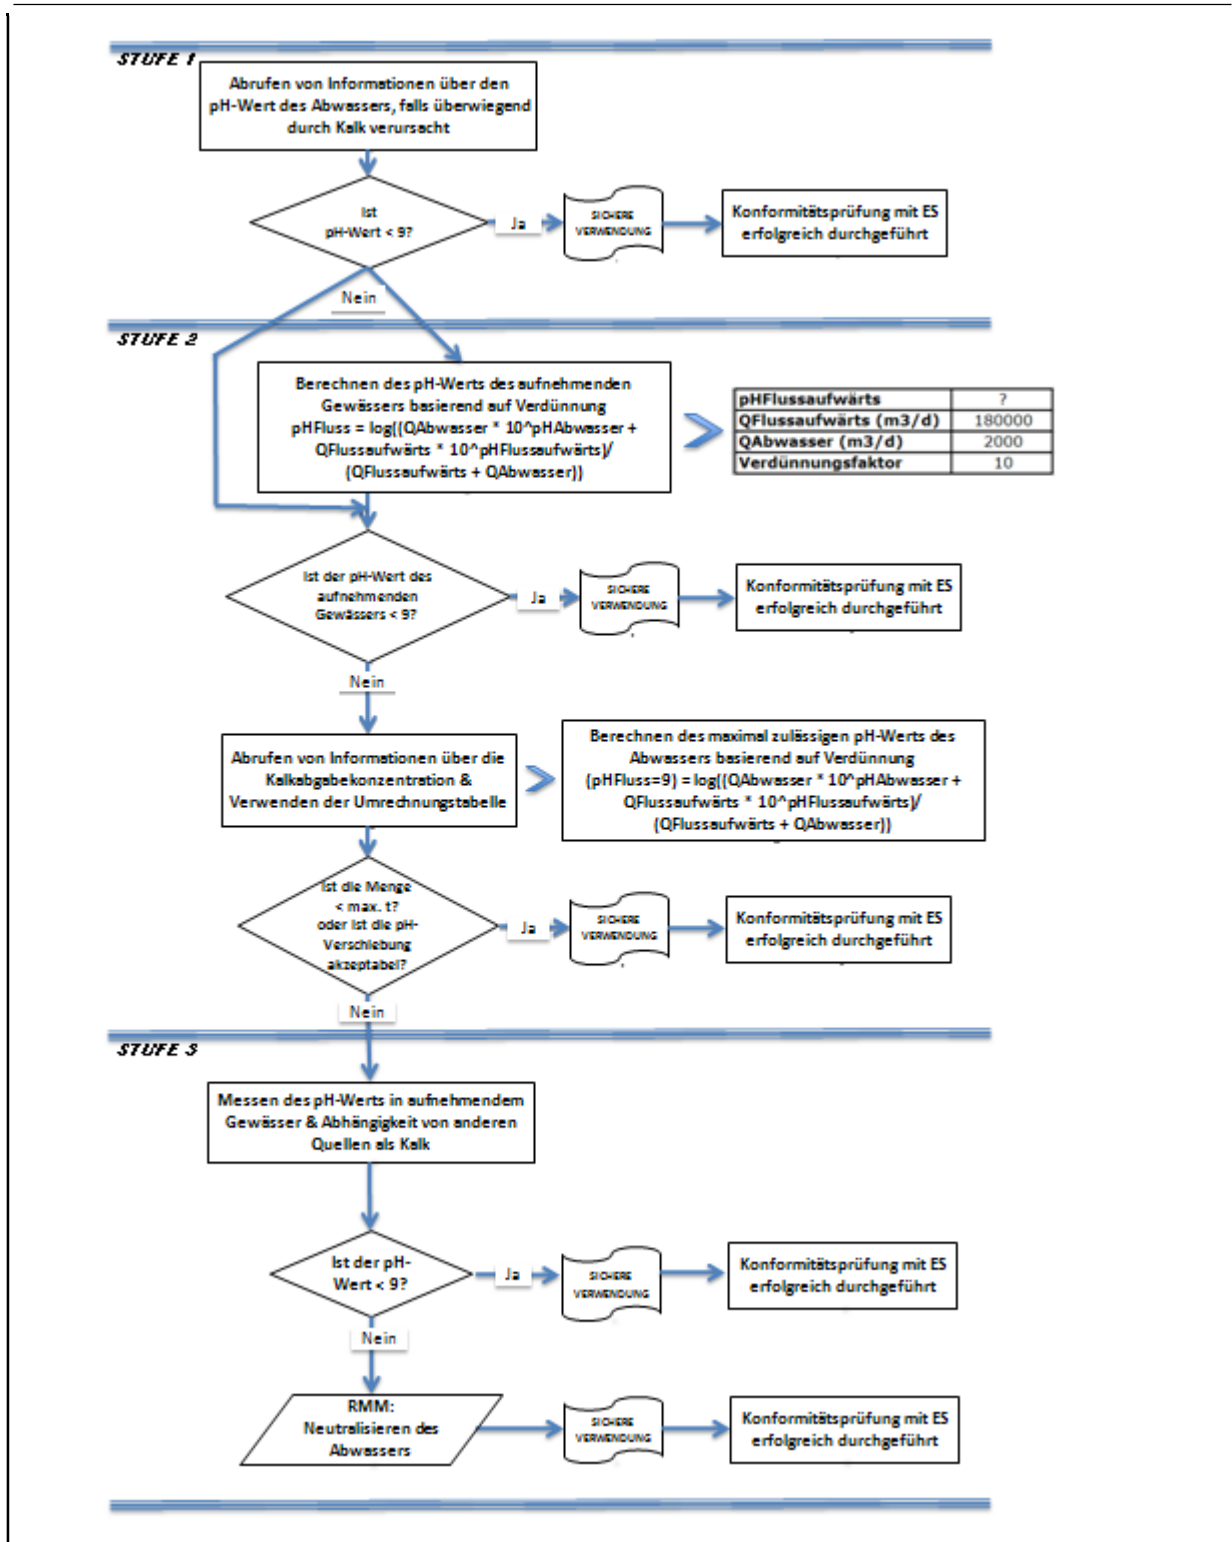 STUFE 1
Abrufen von Informationen über den
pH-Wert des Abwassers, falls überwiegend
durch Kalk verursacht
Ist
pH-Wert < 9?
Ja
SICHERE
VERWENDUNG
Konformitätsprüfung mit ES
erfolgreich durchgeführt
Nein
STUFE 2
Berechnen des pH-Werts des aufnehmenden
Gewässers basierend auf Verdünnung
pHFluss = log((QAbwasser * 10^pHAbwasser +
QFlussaufwärts * 10^pHFlussaufwärts)/
(QFlussaufwärts + QAbwasser))
pHFlussaufwärts ?
QFlussaufwärts (m3/d) 180000
QAbwasser (m3/d) 2000
Verdünnungsfaktor 10
Ist der pH-Wert des
aufnehmenden
Gewässers < 9?
Ja
SICHERE
VERWENDUNG
Konformitätsprüfung mit ES
erfolgreich durchgeführt
Nein
Abrufen von Informationen über die
Kalkabgabekonzentration &
Verwenden der Umrechnungstabelle
Berechnen des maximal zulässigen pH-Werts des
Abwassers basierend auf Verdünnung
(pHFluss=9) = log((QAbwasser * 10^pHAbwasser +
QFlussaufwärts * 10^pHFlussaufwärts)/
(QFlussaufwärts + QAbwasser))
Ist die Menge
< max. t?
oder ist die pH-
Verschiebung
akzeptabel?
Ja
SICHERE
VERWENDUNG
Konformitätsprüfung mit ES
erfolgreich durchgeführt
Nein
STUFE 3
Messen des pH-Werts in aufnehmendem
Gewässer & Abhängigkeit von anderen
Quellen als Kalk
Ist der pH-
Wert < 9?
Ja
SICHERE
VERWENDUNG
Konformitätsprüfung mit ES
erfolgreich durchgeführt
Nein
RMM:
Neutralisieren des
Abwassers
SICHERE
VERWENDUNG
Konformitätsprüfung mit ES
erfolgreich durchgeführt